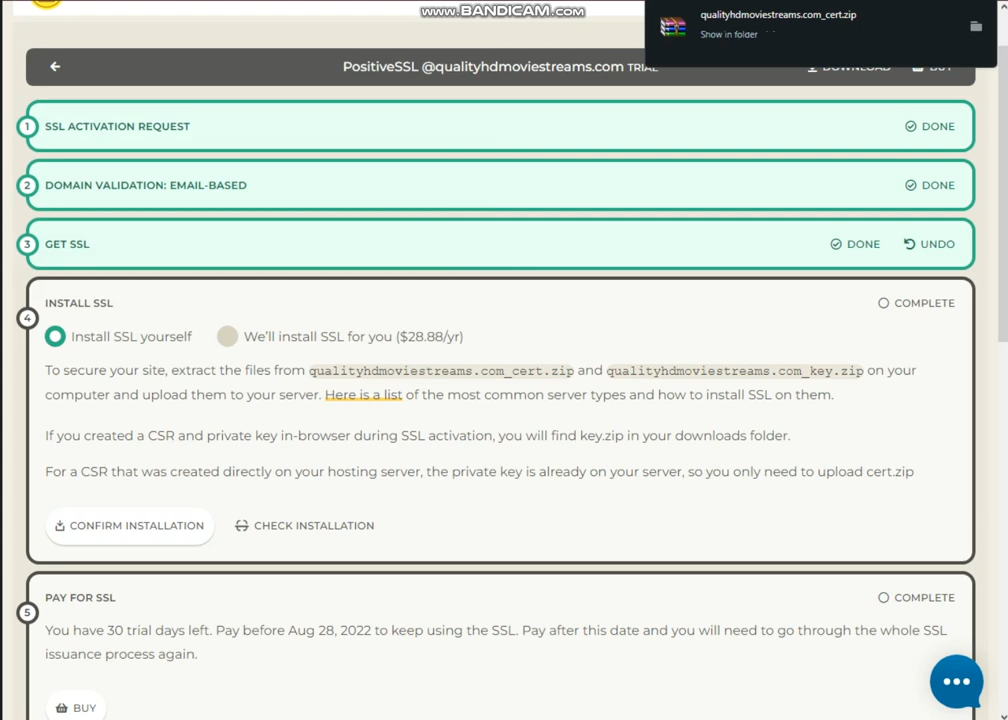 www.BANDICAM.com
qualityhdmoviestreams.com_cert.zip
Show in folder
PositiveSSL @qualityhdmoviestreams.com TRIAL
DOWNLOAD BUY
1 SSL ACTIVATION REQUEST DONE
2 DOMAIN VALIDATION: EMAIL-BASED DONE
3 GET SSL DONE UNDO
INSTALL SSL COMPLETE
4
Install SSL yourself We'll install SSL for you ($28.88/yr)
To secure your site, extract the files from qualityhdmoviestreams.com_cert.zip and qualityhdmoviestreams.com_key.zip on your
computer and upload them to your server. Here is a list of the most common server types and how to install SSL on them.
If you created a CSR and private key in-browser during SSL activation, you will find key.zip in your downloads folder.
For a CSR that was created directly on your hosting server, the private key is already on your server, so you only need to upload cert.zip
CONFIRM INSTALLATION CHECK INSTALLATION
PAY FOR SSL COMPLETE
5
You have 30 trial days left. Pay before Aug 28, 2022 to keep using the SSL. Pay after this date and you will need to go through the whole SSL
issuance process again.
BUY